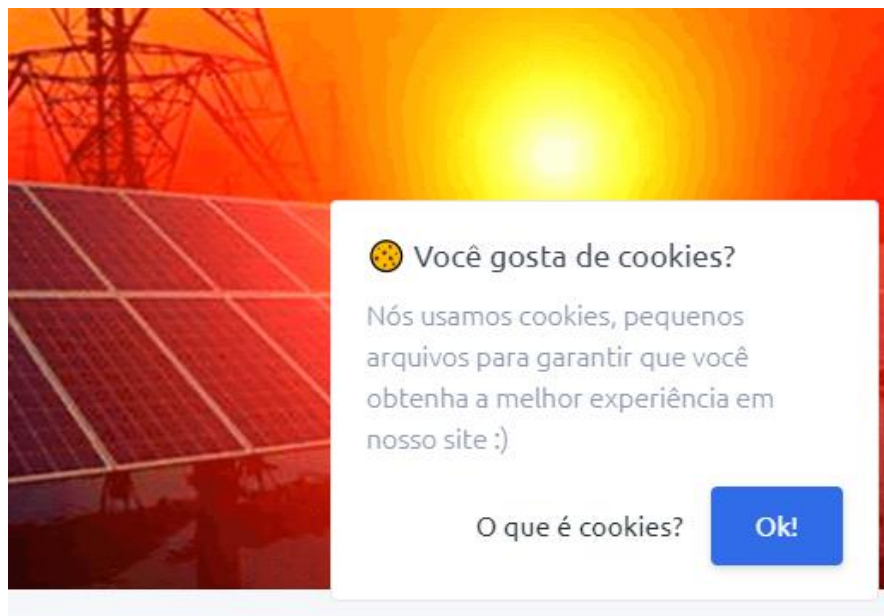 Você gosta de cookies?
Nós usamos cookies, pequenos
arquivos para garantir que você
obtenha a melhor experiência em
nosso site :)
O que é cookies?
Ok!